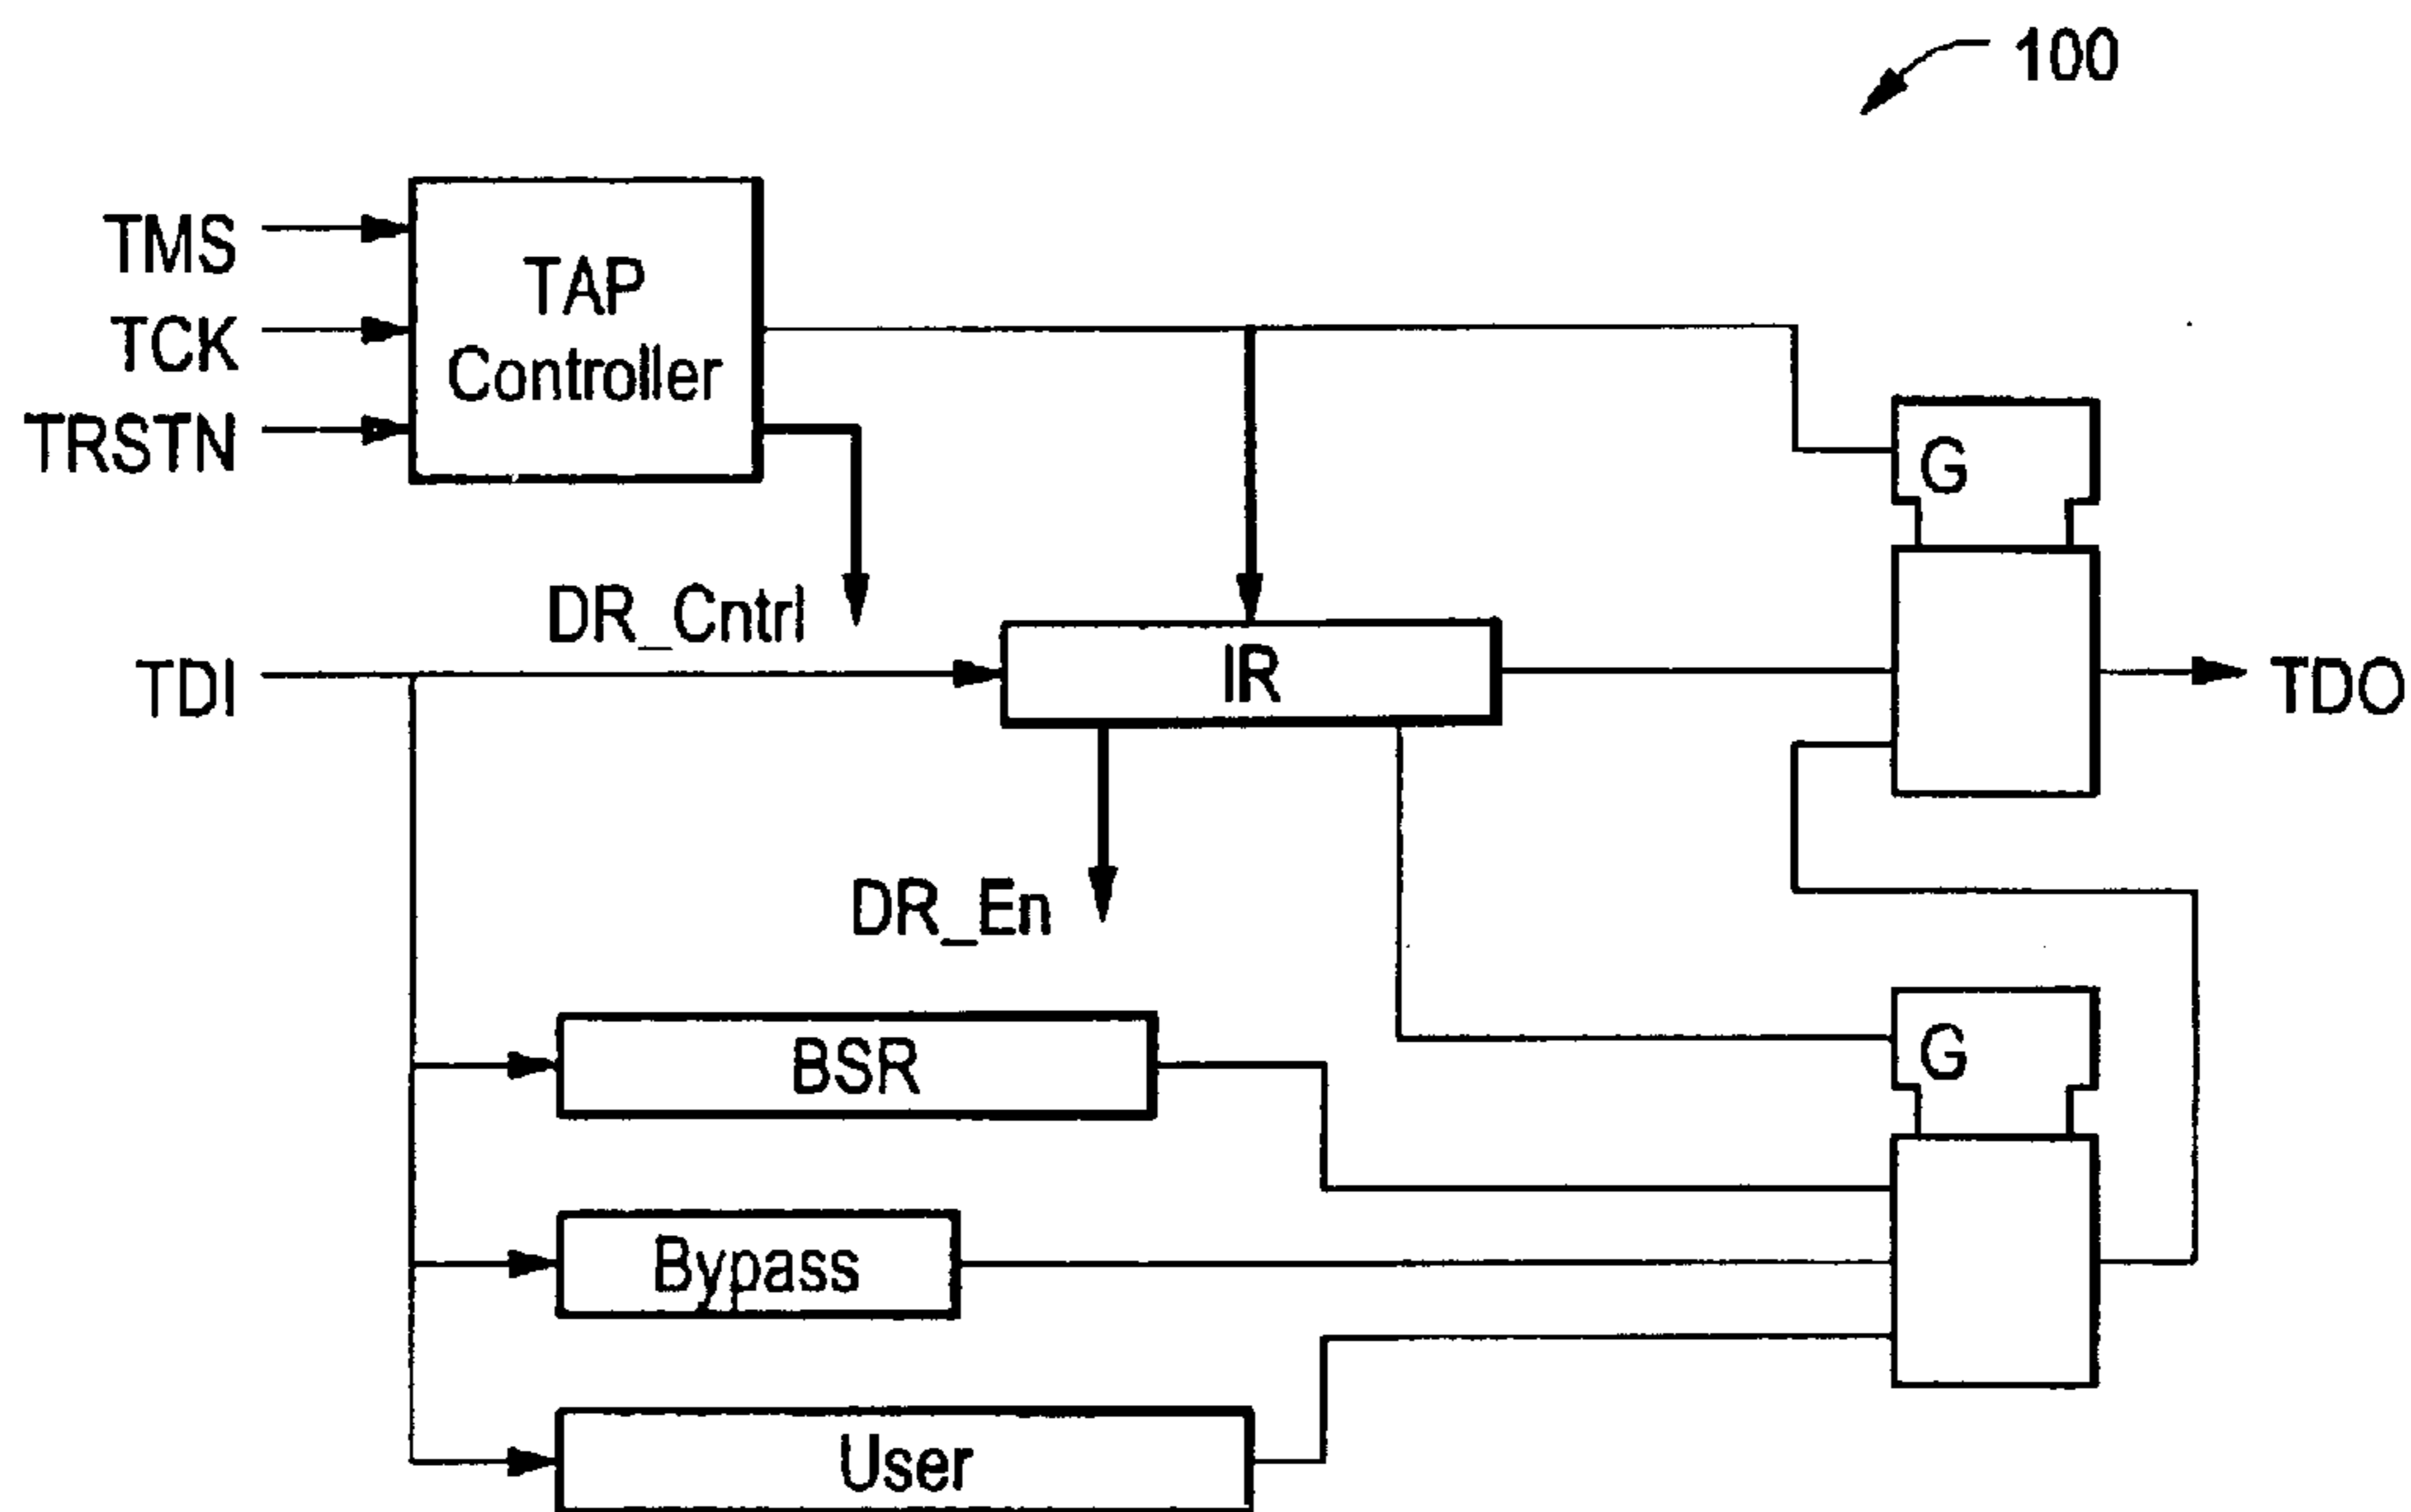 100
TMS
TCK
TRSTN
TAP
Controller
G
DR_Cntrl
TDI
IR
TDO
DR_En
BSR
G
Bypass
User